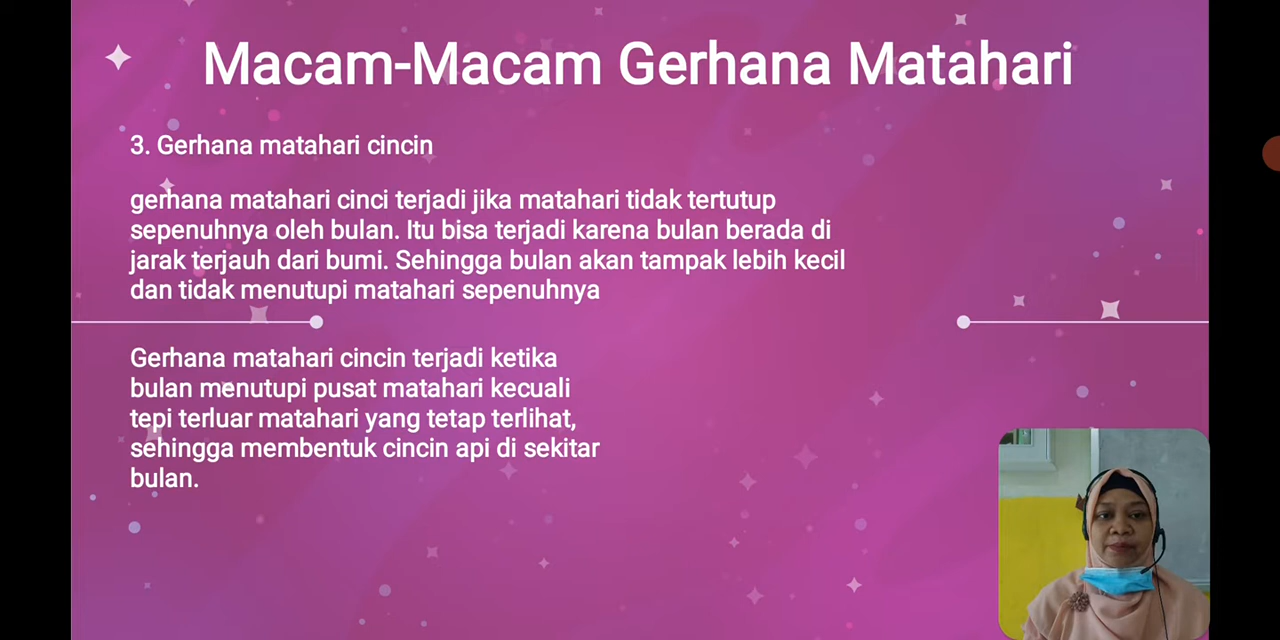 Macam-Macam Gerhana Matahari
3. Gerhana matahari cincin
gerhana matahari cinci terjadi jika matahari tidak tertutup
sepenuhnya oleh bulan. Itu bisa terjadi karena bulan berada di
jarak terjauh dari bumi. Sehingga bulan akan tampak lebih kecil
dan tidak menutupi matahari sepenuhnya
Gerhana matahari cincin terjadi ketika
bulan menutupi pusat matahari kecuali
tepi terluar matahari yang tetap terlihat,
sehingga membentuk cincin api di sekitar
bulan.